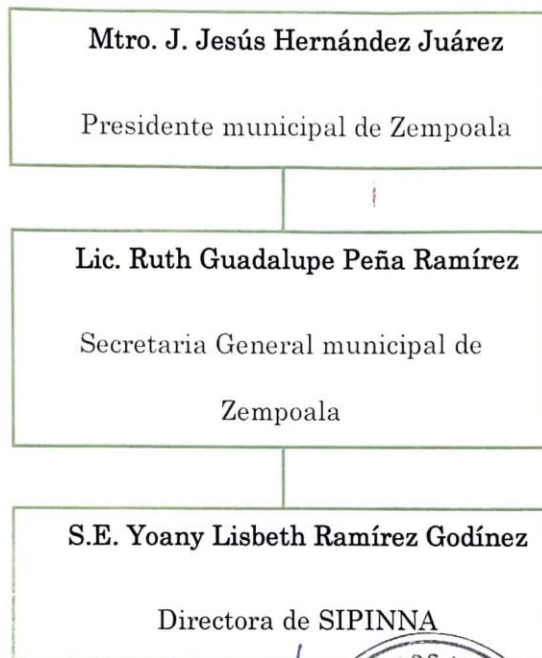 Mtro. J. Jesús Hernández Juárez
Presidente municipal de Zempoala
Lic. Ruth Guadalupe Peña Ramírez
Secretaria General municipal de
Zempoala
S.E. Yoany Lisbeth Ramírez Godínez
Directora de SIPINNA